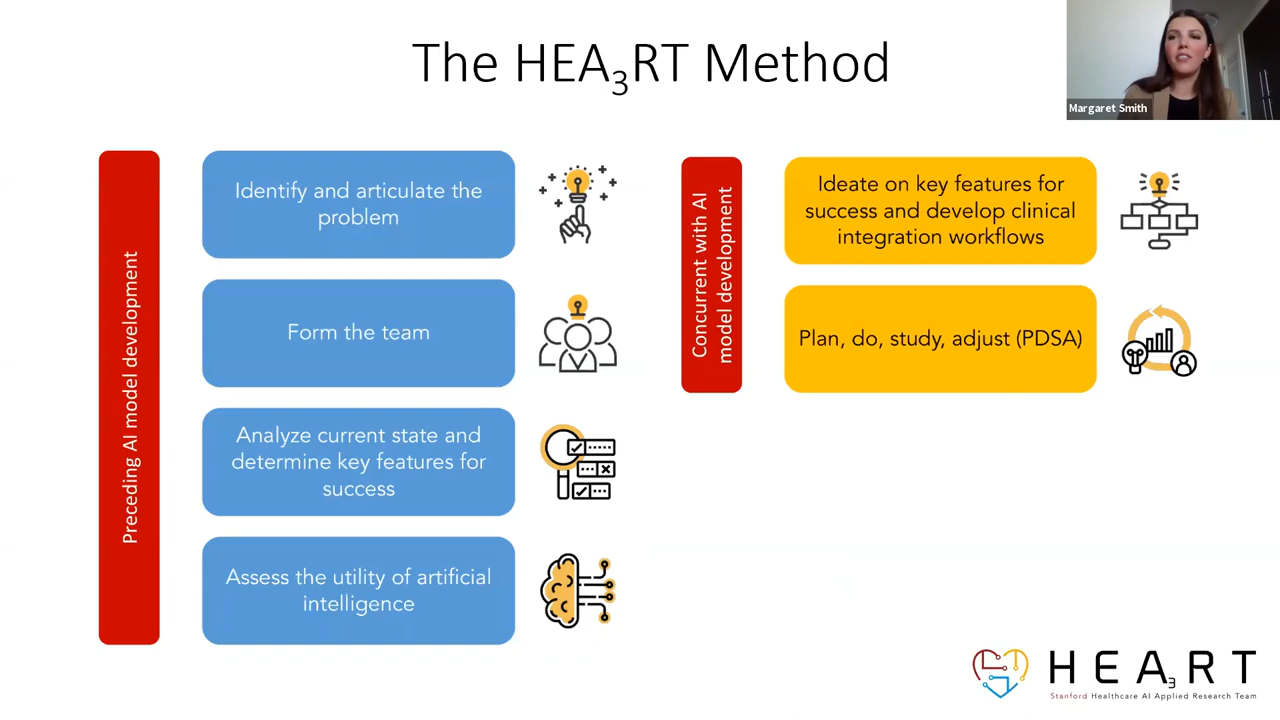 The HEA₃RT Method
Margaret Smith
Preceding AI model development
Identify and articulate the
problem
Form the team
Analyze current state and
determine key features for
success
Assess the utility of artificial
intelligence
Concurrent with AI
model development
Ideate on key features for
success and develop clinical
integration workflows
Plan, do, study, adjust (PDSA)
HEA₃RT
Stanford Healthcare AI Applied Research Team